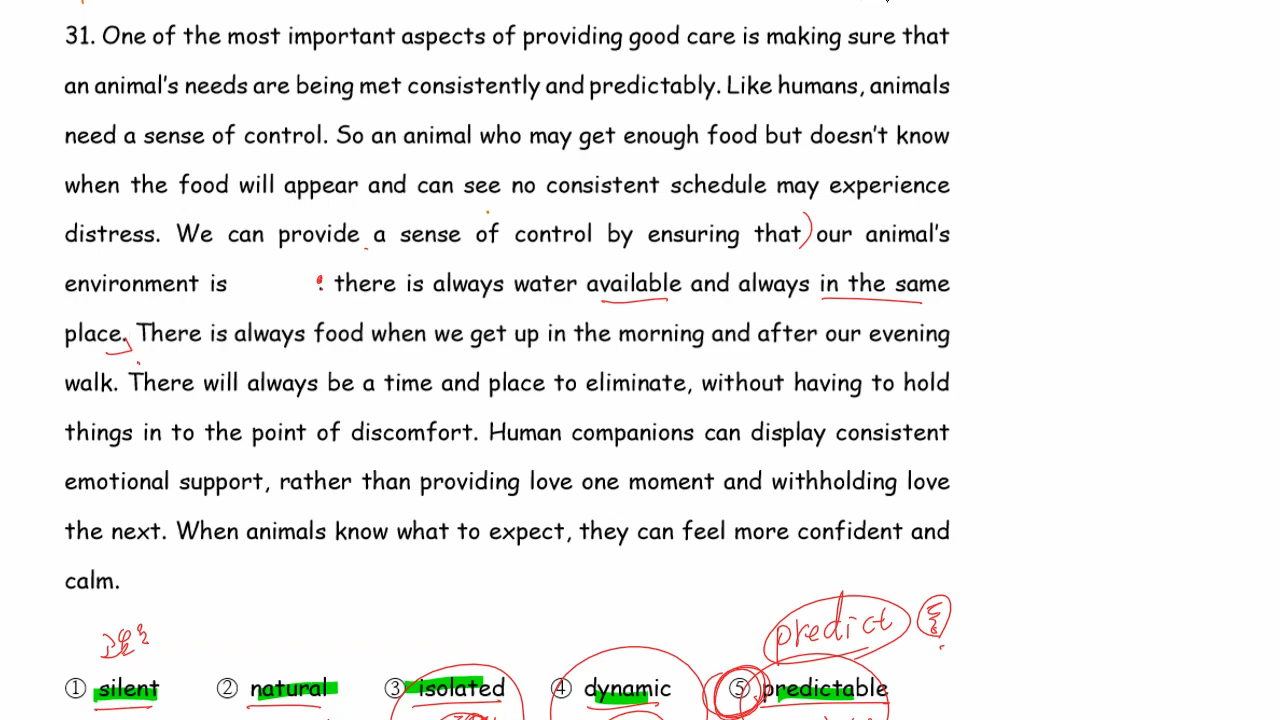 31. One of the most important aspects of providing good care is making sure that
an animal's needs are being met consistently and predictably. Like humans, animals
need a sense of control. So an animal who may get enough food but doesn't know
when the food will appear and can see no consistent schedule may experience
distress. We can provide a sense of control by ensuring that our animal's
environment is : there is always water available and always in the same
place. There is always food when we get up in the morning and after our evening
walk. There will always be a time and place to eliminate, without having to hold
things in to the point of discomfort. Human companions can display consistent
emotional support, rather than providing love one moment and withholding love
the next. When animals know what to expect, they can feel more confident and
calm.
predict
① silent ② natural ③ isolated ④ dynamic ⑤ predictable